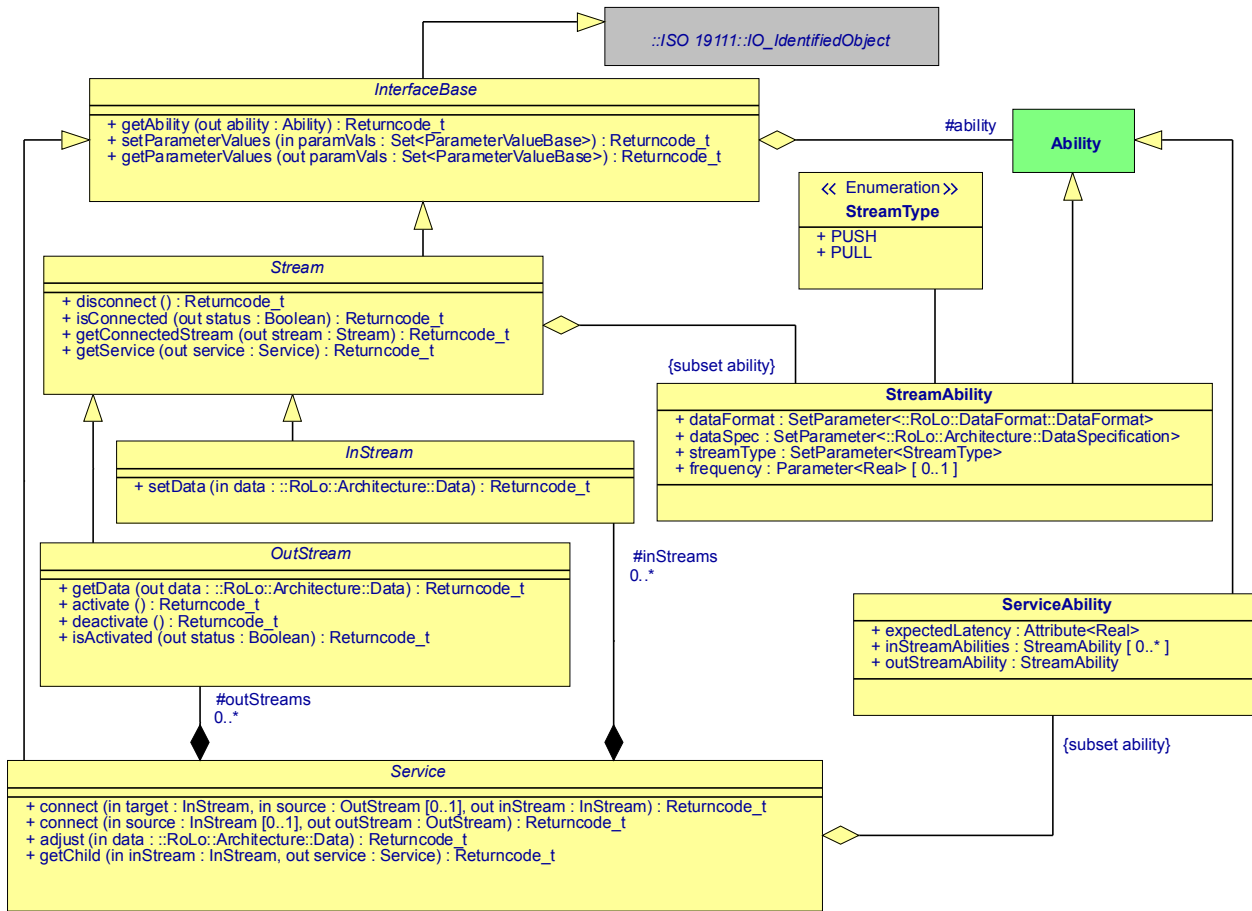 ::ISO 19111::IO_IdentifiedObject
InterfaceBase
+ getAbility (out ability : Ability) : Returncode_t
+ setParameterValues (in paramVals : Set<ParameterValueBase>) : Returncode_t
+ getParameterValues (out paramVals : Set<ParameterValueBase>) : Returncode_t
#ability
Ability
<< Enumeration >>
StreamType
+ PUSH
+ PULL
Stream
+ disconnect () : Returncode_t
+ isConnected (out status : Boolean) : Returncode_t
+ getConnectedStream (out stream : Stream) : Returncode_t
+ getService (out service : Service) : Returncode_t
{subset ability}
StreamAbility
+ dataFormat : SetParameter<::RoLo::DataFormat::DataFormat>
+ dataSpec : SetParameter<::RoLo::Architecture::DataSpecification>
+ streamType : SetParameter<StreamType>
+ frequency : Parameter<Real> [ 0..1 ]
InStream
+ setData (in data : ::RoLo::Architecture::Data) : Returncode_t
OutStream
+ getData (out data : ::RoLo::Architecture::Data) : Returncode_t
+ activate () : Returncode_t
+ deactivate () : Returncode_t
+ isActivated (out status : Boolean) : Returncode_t
#inStreams
0..*
ServiceAbility
+ expectedLatency : Attribute<Real>
+ inStreamAbilities : StreamAbility [ 0..* ]
+ outStreamAbility : StreamAbility
#outStreams
0..*
{subset ability}
Service
+ connect (in target : InStream, in source : OutStream [0..1], out inStream : InStream) : Returncode_t
+ connect (in source : InStream [0..1], out outStream : OutStream) : Returncode_t
+ adjust (in data : ::RoLo::Architecture::Data) : Returncode_t
+ getChild (in inStream : InStream, out service : Service) : Returncode_t